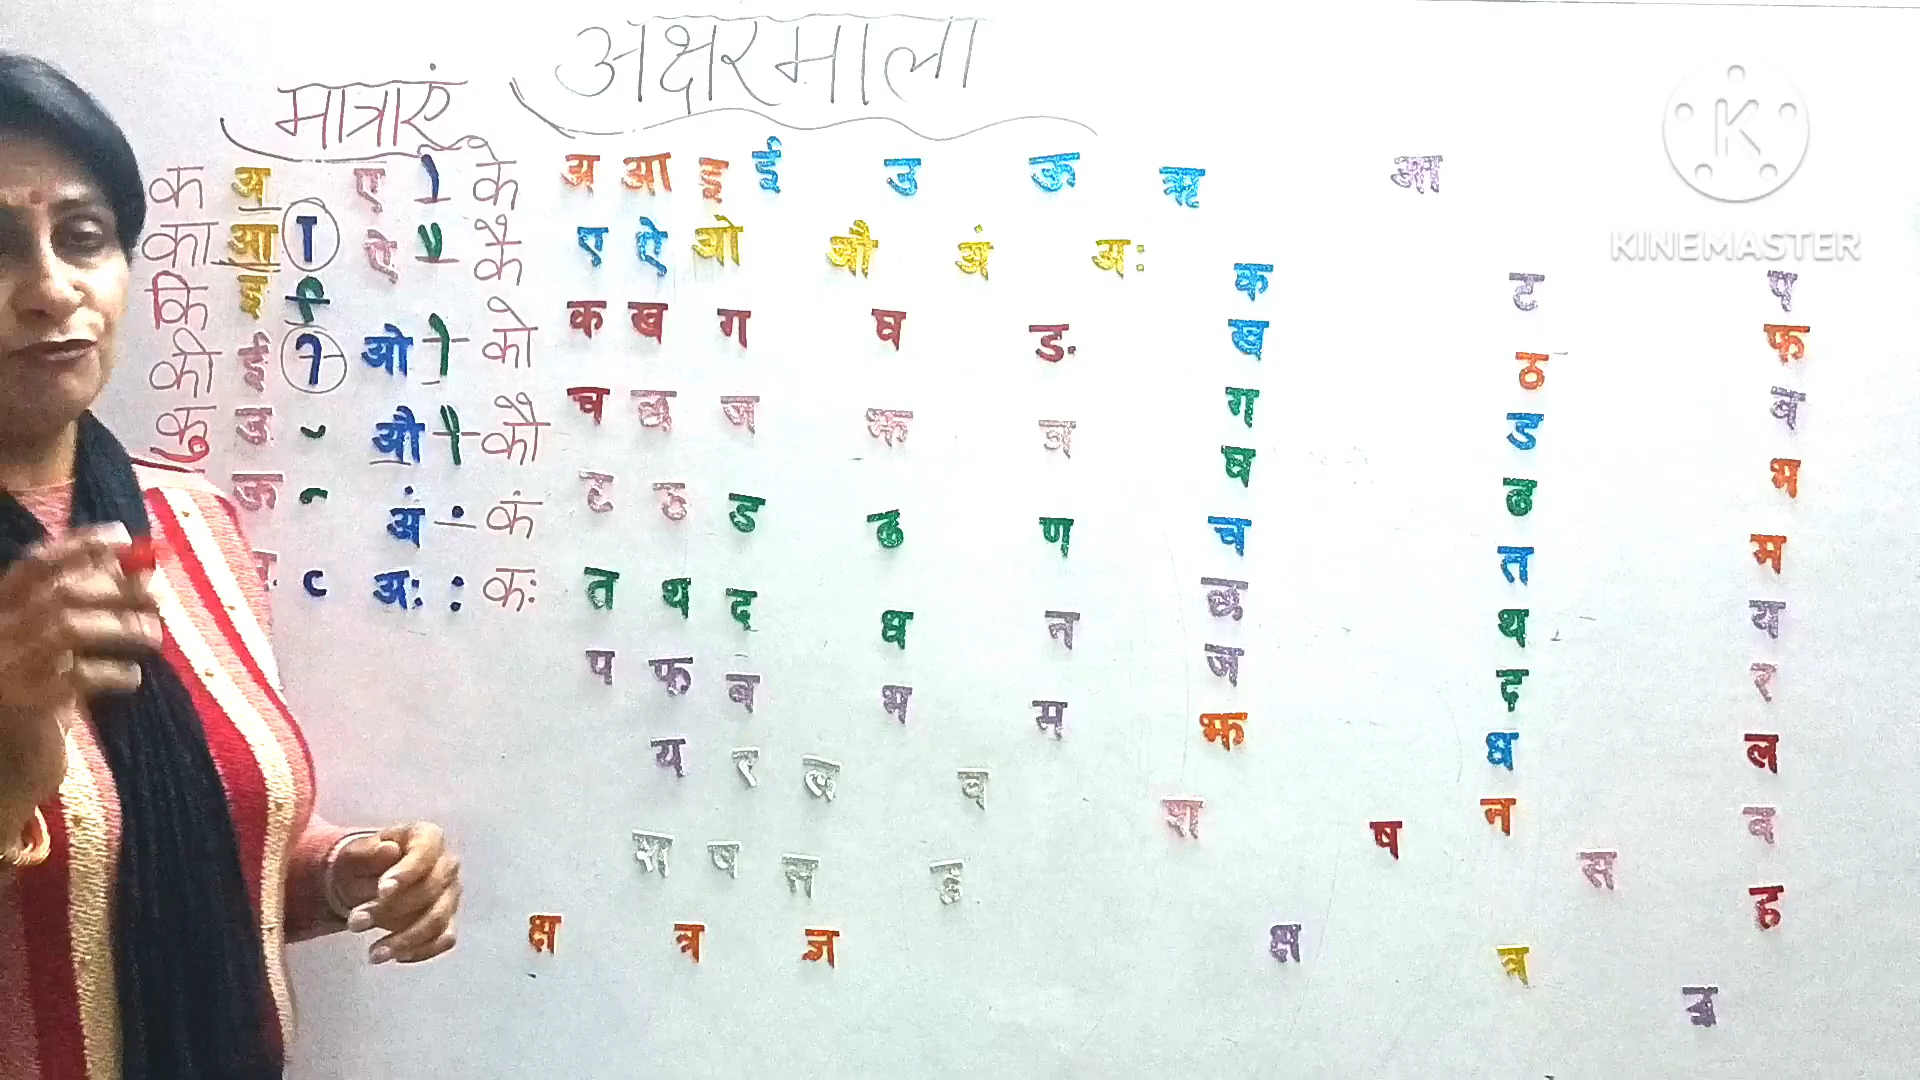 अक्षरमाला
मात्राएं
क अ ए े के
का आ ा ऐ ै कै
कि इ ि
की ई ी ओ ो को
कु उ ु औ ौ कौ
ऊ ू अं ं कं
ृ अः ः कः
अ आ इ ई उ ऊ ऋ
ए ऐ ओ औ अं अः
क ख ग घ ङ
च छ ज झ ञ
ट ठ ड ढ ण
त थ द ध न
प फ ब भ म
य र ल व
श ष स ह
क्ष त्र ज्ञ
आ
क
ख
ग
घ
च
छ
ज
झ
श
ष
स
क्ष
त्र
ट
ठ
ड
ढ
त
थ
द
ध
न
प
फ
ब
भ
म
य
र
ल
व
ह
KINEMASTER